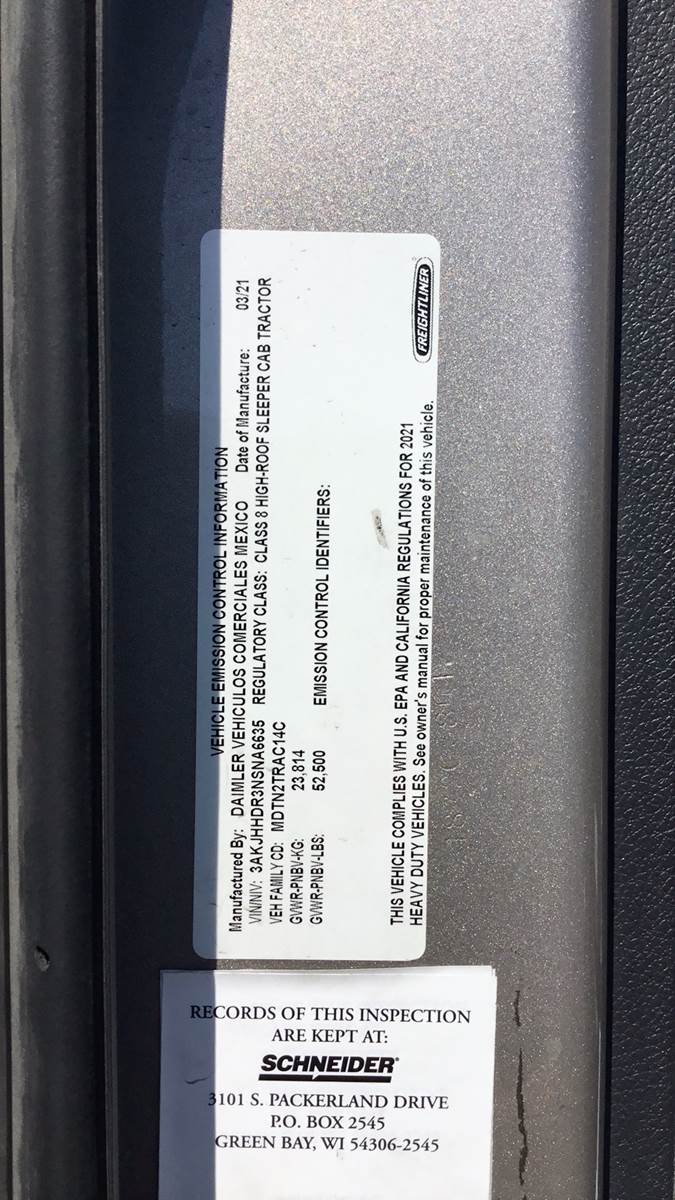 VEHICLE EMISSION CONTROL INFORMATION
Manufactured By: DAIMLER VEHICULOS COMERCIALES MEXICO Date of Manufacture: 03/21
VIN/NIV: 3AKJHHDR3NSNA6635 REGULATORY CLASS: CLASS 8 HIGH-ROOF SLEEPER CAB TRACTOR
VEH FAMILY CD: MDTN2TRAC14C
GVWR-PNBV-KG: 23,814
GVWR-PNBV-LBS: 52,500 EMISSION CONTROL IDENTIFIERS:
THIS VEHICLE COMPLIES WITH U.S. EPA AND CALIFORNIA REGULATIONS FOR 2021
HEAVY DUTY VEHICLES. See owner's manual for proper maintenance of this vehicle.
FREIGHTLINER
RECORDS OF THIS INSPECTION
ARE KEPT AT:
SCHNEIDER®
3101 S. PACKERLAND DRIVE
P.O. BOX 2545
GREEN BAY, WI 54306-2545